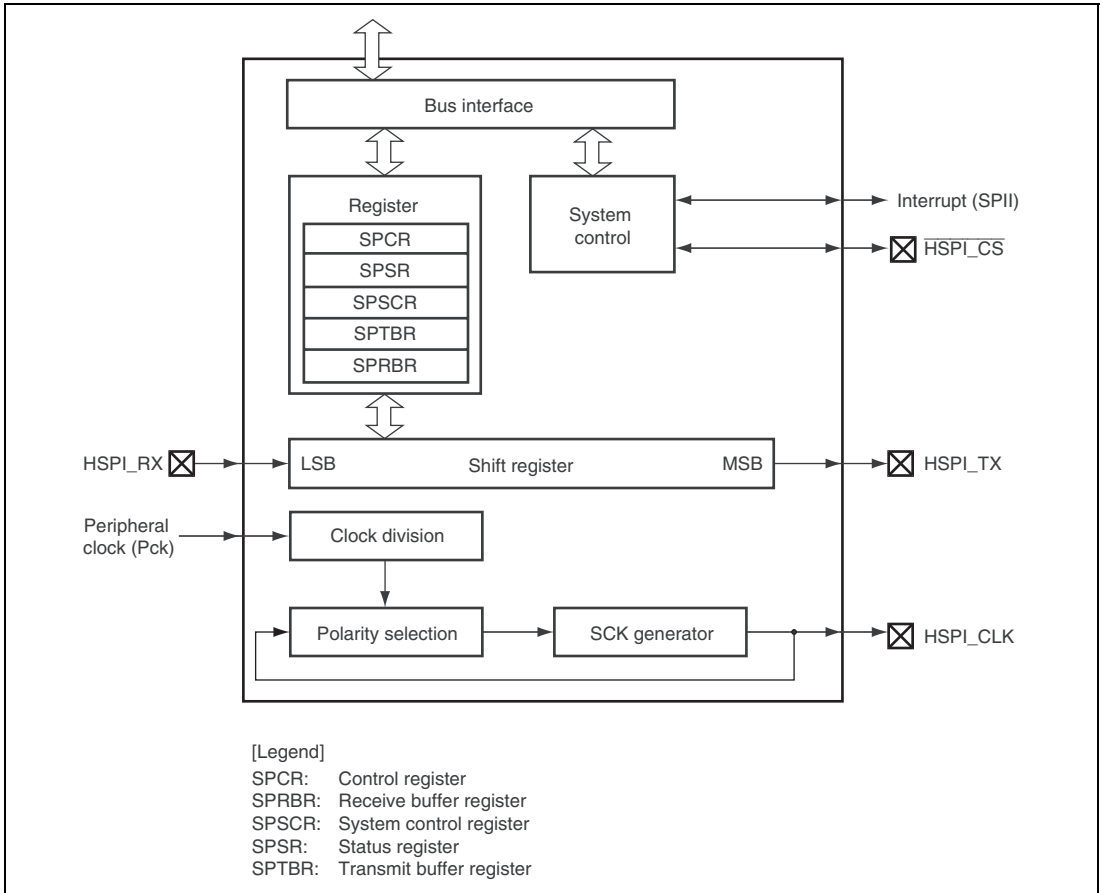 Bus interface
Register
SPCR
SPSR
SPSCR
SPTBR
SPRBR
System
control
Interrupt (SPII)
HSPI_CS
HSPI_RX
LSB
Shift register
MSB
HSPI_TX
Peripheral
clock (Pck)
Clock division
Polarity selection
SCK generator
HSPI_CLK
[Legend]
SPCR: Control register
SPRBR: Receive buffer register
SPSCR: System control register
SPSR: Status register
SPTBR: Transmit buffer register